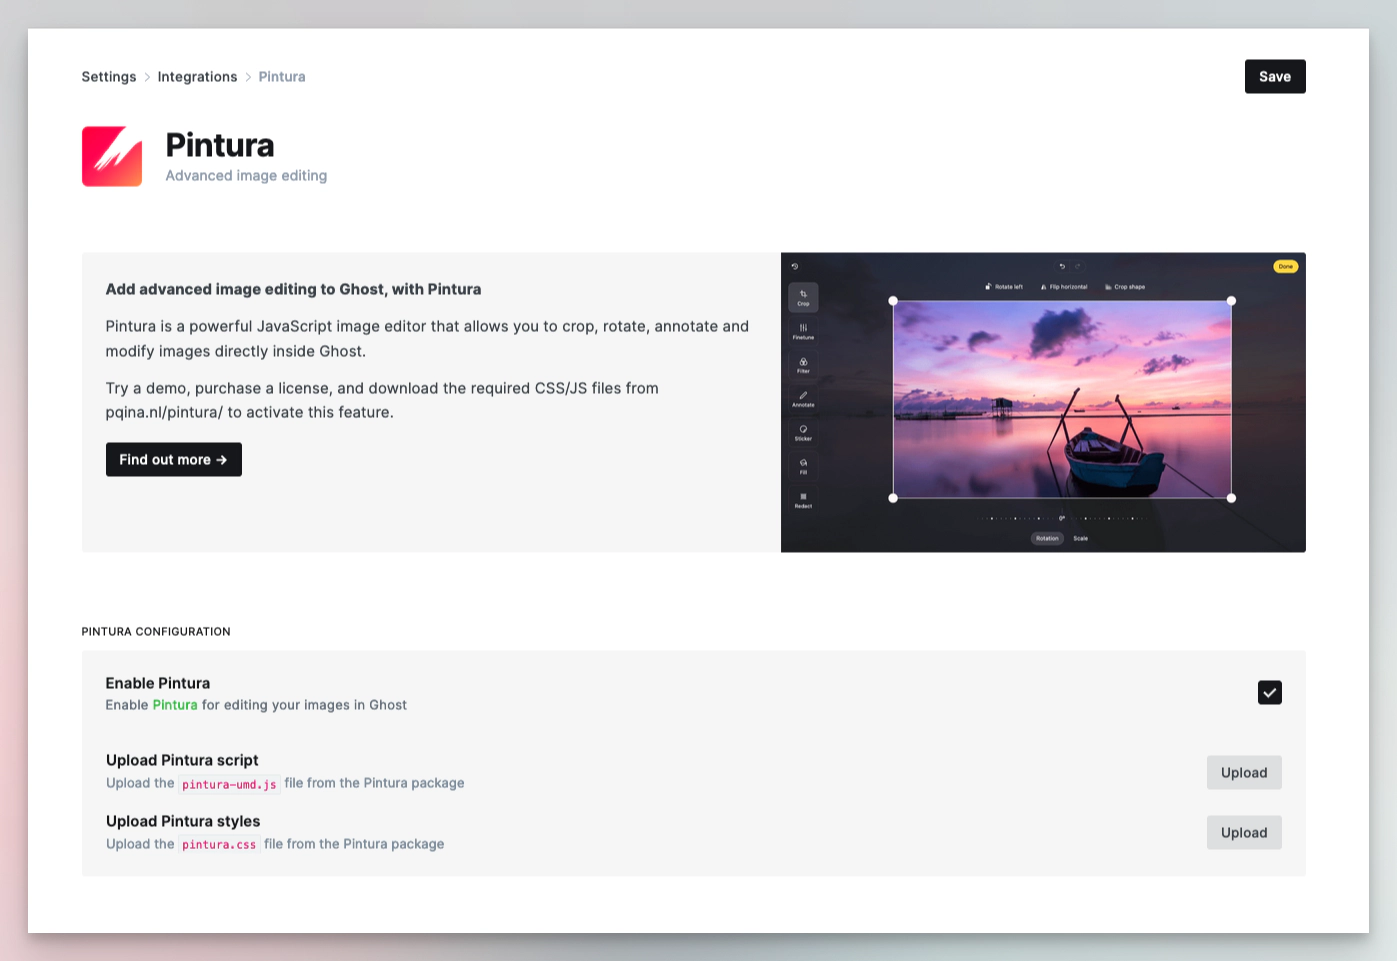 Settings > Integrations > Pintura
Save
Pintura
Advanced image editing
Add advanced image editing to Ghost, with Pintura
Pintura is a powerful JavaScript image editor that allows you to crop, rotate, annotate and
modify images directly inside Ghost.
Try a demo, purchase a license, and download the required CSS/JS files from
pqina.nl/pintura/ to activate this feature.
Find out more →
Done
Rotate left Flip horizontal Crop shape
Crop
Finetune
Filter
Annotate
Sticker
Fill
Redact
0°
Rotation Scale
PINTURA CONFIGURATION
Enable Pintura
Enable Pintura for editing your images in Ghost
Upload Pintura script
Upload the pintura-umd.js file from the Pintura package
Upload
Upload Pintura styles
Upload the pintura.css file from the Pintura package
Upload